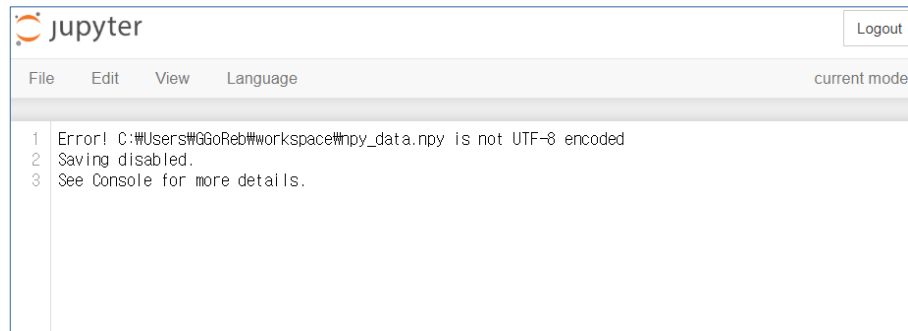 jupyter
Logout
File Edit View Language current mode
1 Error! C:₩Users₩GGoReb₩workspace₩npy_data.npy is not UTF-8 encoded
2 Saving disabled.
3 See Console for more details.